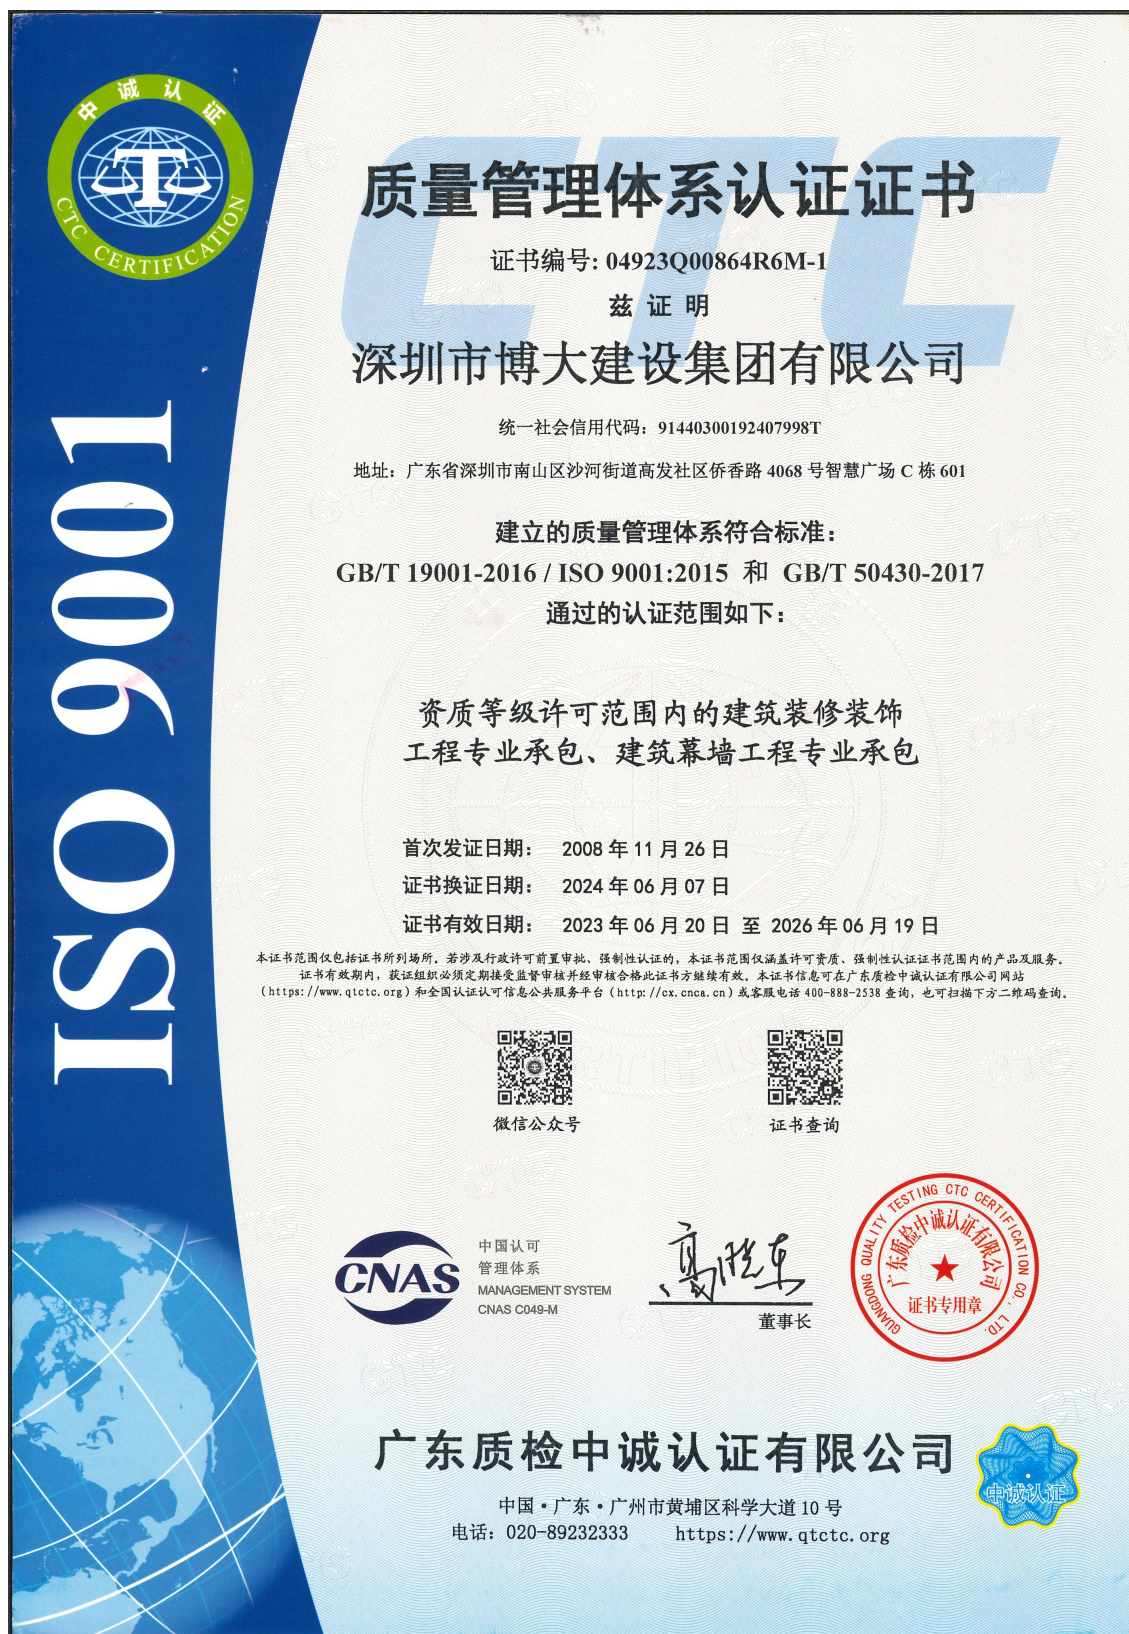 中诚认证
CTC CERTIFICATION
ISO 9001
CTC
质量管理体系认证证书
证书编号: 04923Q00864R6M-1
兹 证 明
深圳市博大建设集团有限公司
统一社会信用代码：91440300192407998T
地址：广东省深圳市南山区沙河街道高发社区侨香路 4068 号智慧广场 C 栋 601
建立的质量管理体系符合标准：
GB/T 19001-2016 / ISO 9001:2015 和 GB/T 50430-2017
通过的认证范围如下：
资质等级许可范围内的建筑装修装饰
工程专业承包、建筑幕墙工程专业承包
首次发证日期： 2008 年 11 月 26 日
证书换证日期： 2024 年 06 月 07 日
证书有效日期： 2023 年 06 月 20 日 至 2026 年 06 月 19 日
本证书范围仅包括证书所列场所。若涉及行政许可前置审批、强制性认证的，本证书范围仅涵盖许可资质、强制性认证证书范围内的产品及服务。
证书有效期内，获证组织必须定期接受监督审核并经审核合格此证书方继续有效。本证书信息可在广东质检中诚认证有限公司网站
（https://www.qtctc.org）和全国认证认可信息公共服务平台（http://cx.cnca.cn）或客服电话 400-888-2538 查询，也可扫描下方二维码查询。
微信公众号
证书查询
CNAS
中国认可
管理体系
MANAGEMENT SYSTEM
CNAS C049-M
高晓东
董事长
GUANGDONG QUALITY TESTING CTC CERTIFICATION CO., LTD.
广东质检中诚认证有限公司
证书专用章
广东质检中诚认证有限公司
中诚认证
中国·广东·广州市黄埔区科学大道 10 号
电话：020-89232333 https://www.qtctc.org